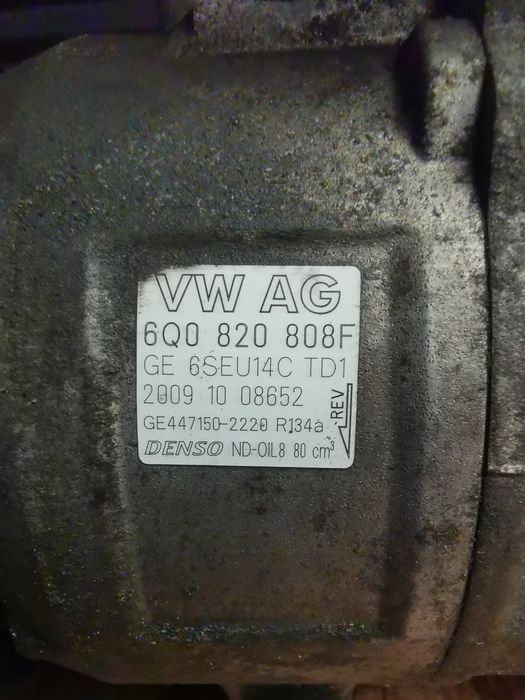 VW AG
6Q0 820 808F
GE 6SEU14C TD1
2009 10 08652
REV
GE447150-2220 R134a
DENSO ND-OIL8 80 cm³